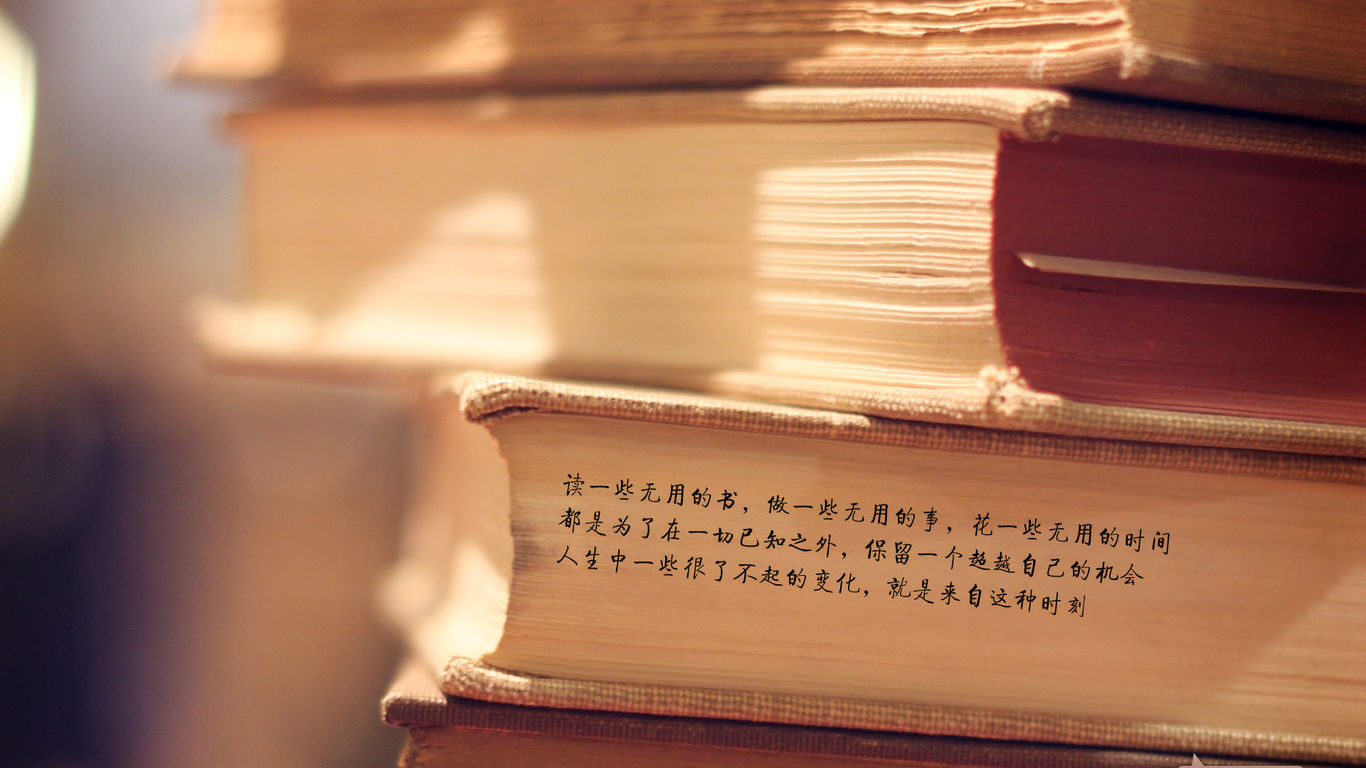 读一些无用的书，做一些无用的事，花一些无用的时间
都是为了在一切已知之外，保留一个超越自己的机会
人生中一些很了不起的变化，就是来自这种时刻